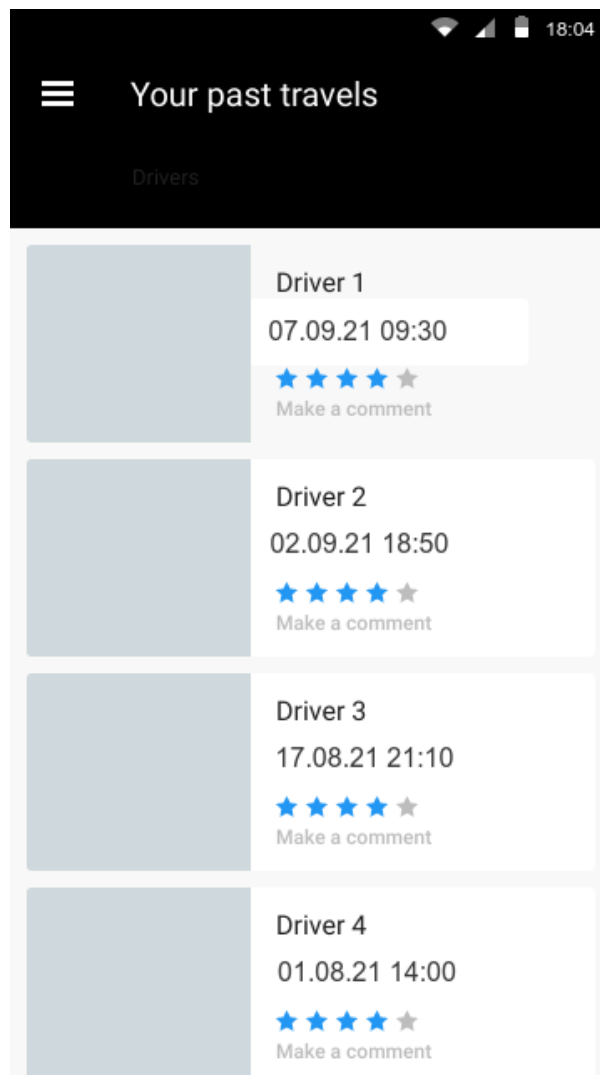 18:04
Your past travels
Drivers
Driver 1
07.09.21 09:30
Make a comment
Driver 2
02.09.21 18:50
Make a comment
Driver 3
17.08.21 21:10
Make a comment
Driver 4
01.08.21 14:00
Make a comment